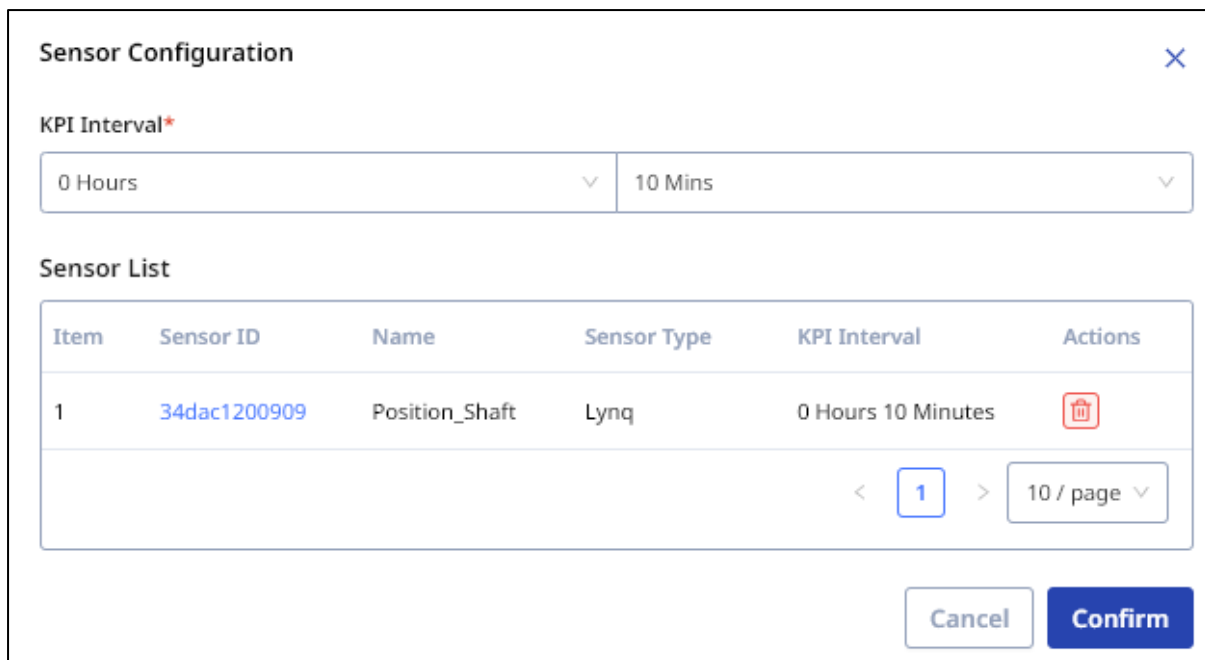 Sensor Configuration
KPI Interval*
0 Hours 10 Mins
Sensor List
Item Sensor ID Name Sensor Type KPI Interval Actions
1 34dac1200909 Position_Shaft Lynq 0 Hours 10 Minutes
< 1 > 10 / page
Cancel Confirm